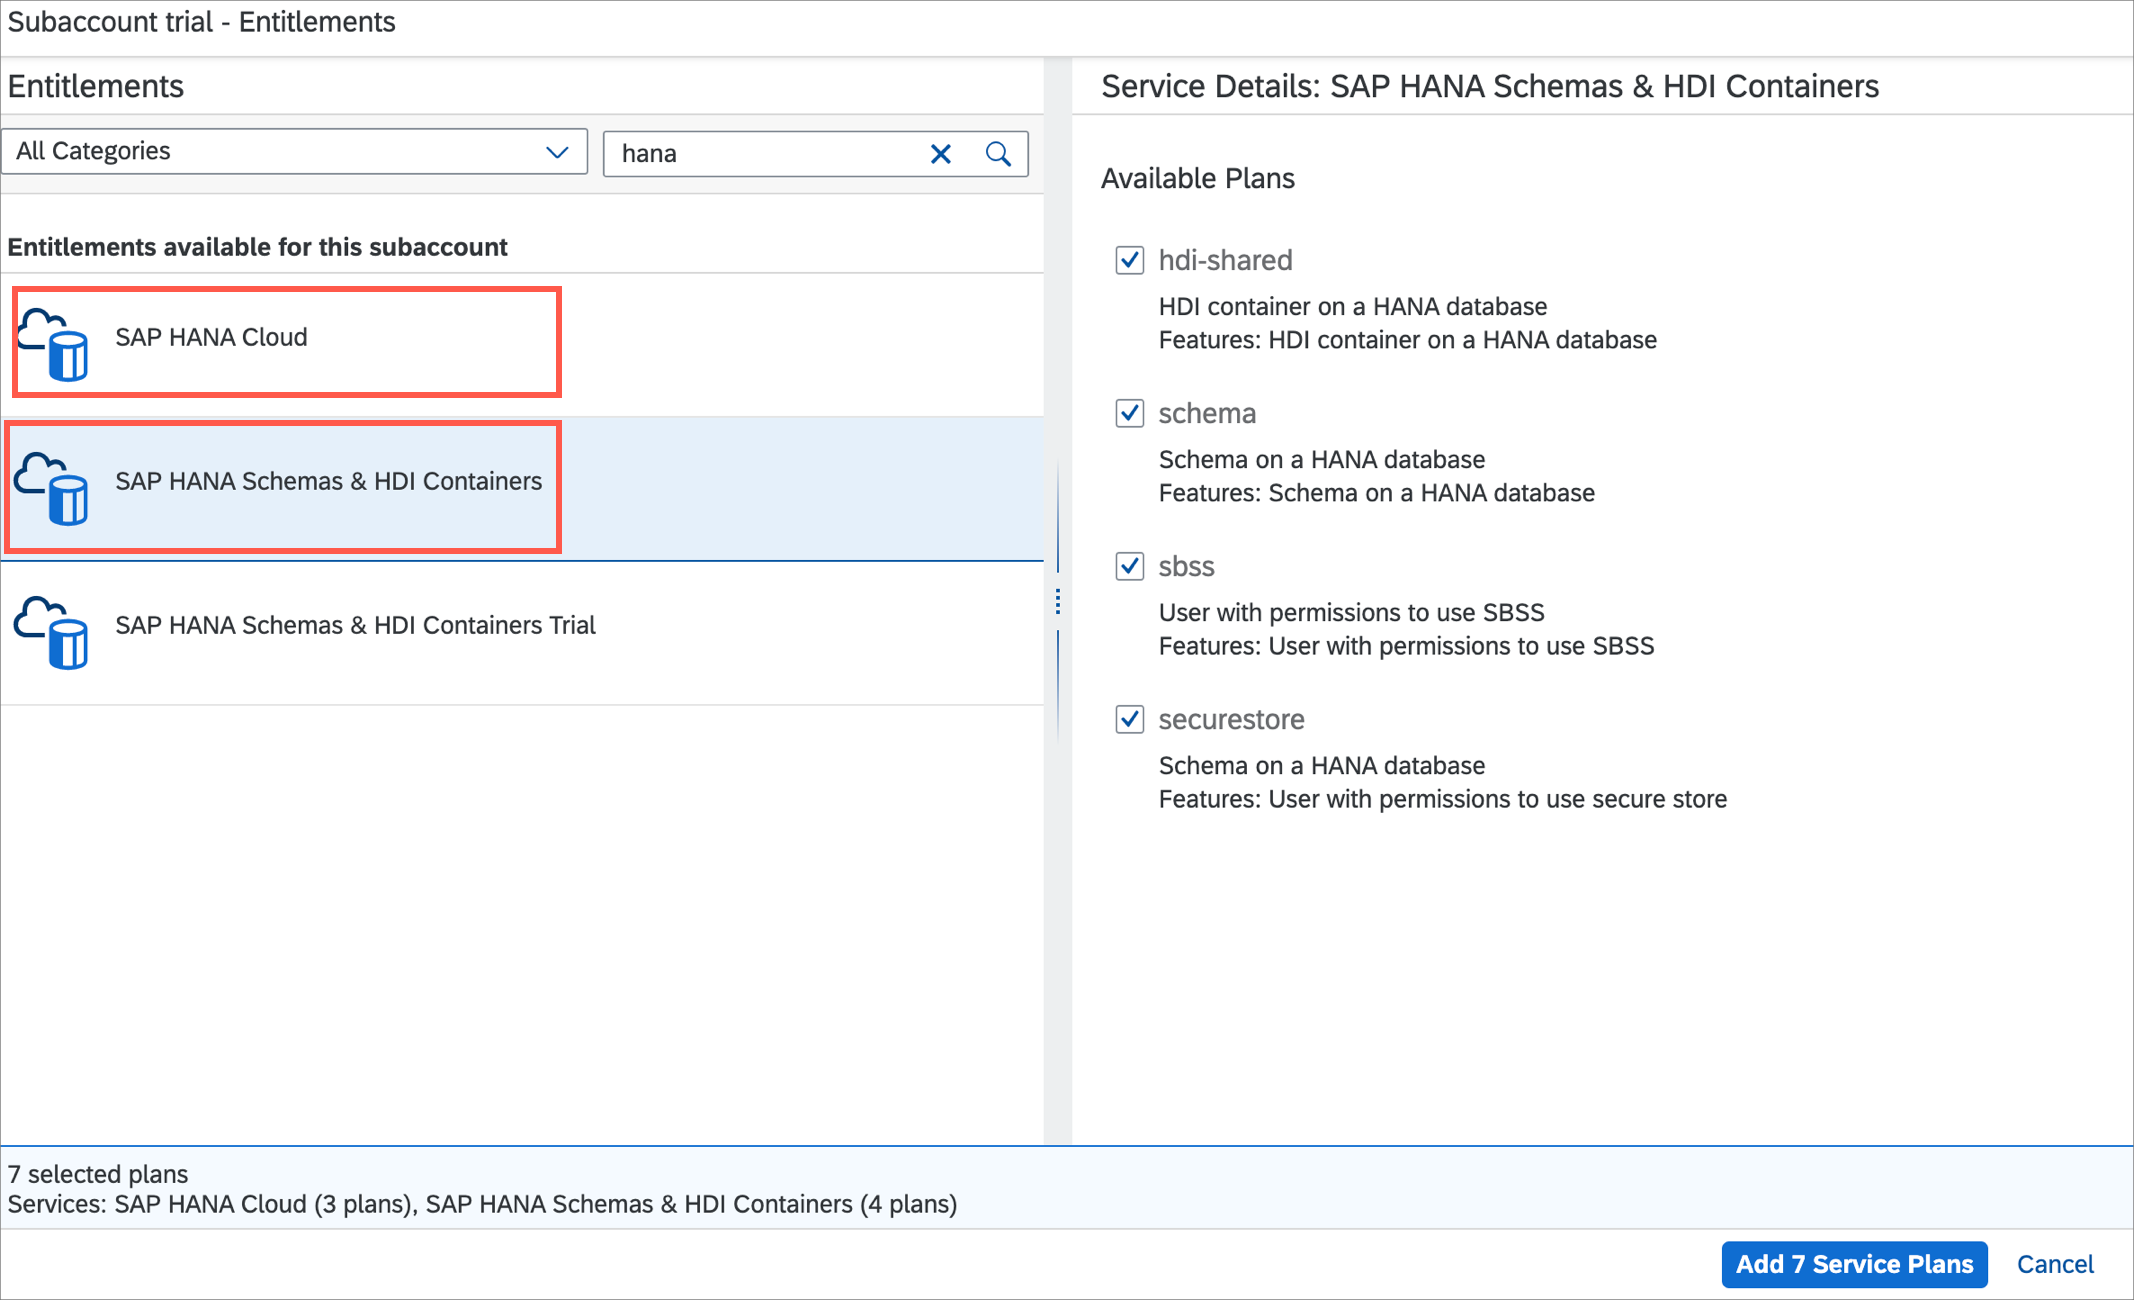 Subaccount trial - Entitlements
Entitlements
All Categories
hana
Entitlements available for this subaccount
SAP HANA Cloud
SAP HANA Schemas & HDI Containers
SAP HANA Schemas & HDI Containers Trial
Service Details: SAP HANA Schemas & HDI Containers
Available Plans
hdi-shared
HDI container on a HANA database
Features: HDI container on a HANA database
schema
Schema on a HANA database
Features: Schema on a HANA database
sbss
User with permissions to use SBSS
Features: User with permissions to use SBSS
securestore
Schema on a HANA database
Features: User with permissions to use secure store
7 selected plans
Services: SAP HANA Cloud (3 plans), SAP HANA Schemas & HDI Containers (4 plans)
Add 7 Service Plans
Cancel